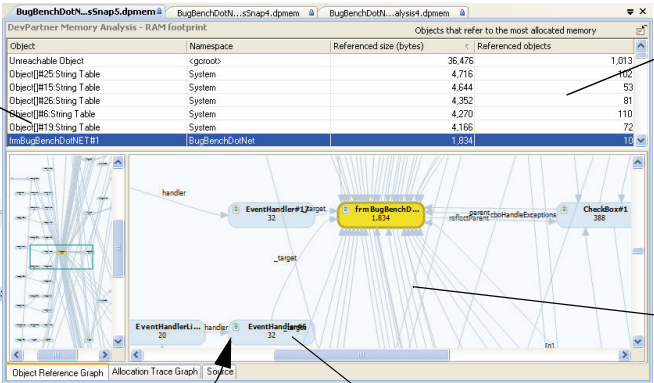 BugBenchDotN...sSnap5.dpmem BugBenchDotN...sSnap4.dpmem BugBenchDotN...alysis4.dpmem
DevPartner Memory Analysis - RAM footprint
Objects that refer to the most allocated memory
Object Namespace Referenced size (bytes) Referenced objects
Unreachable Object <gcroot> 36,476 1,013
Object[]#25:String Table System 4,716 102
Object[]#15:String Table System 4,644 53
Object[]#26:String Table System 4,352 81
Object[]#6:String Table System 4,270 110
Object[]#19:String Table System 4,166 72
frmBugBenchDotNET#1 BugBenchDotNet 1,834 10
handler
EventHandler#17 _target frmBugBenchD... parent cboHandleExceptions CheckBox#1
32 1,834 reflectParent 388
_target
EventHandlerLi... handler EventHandler#6 _target
20 32
[n]
Object Reference Graph Allocation Trace Graph Source